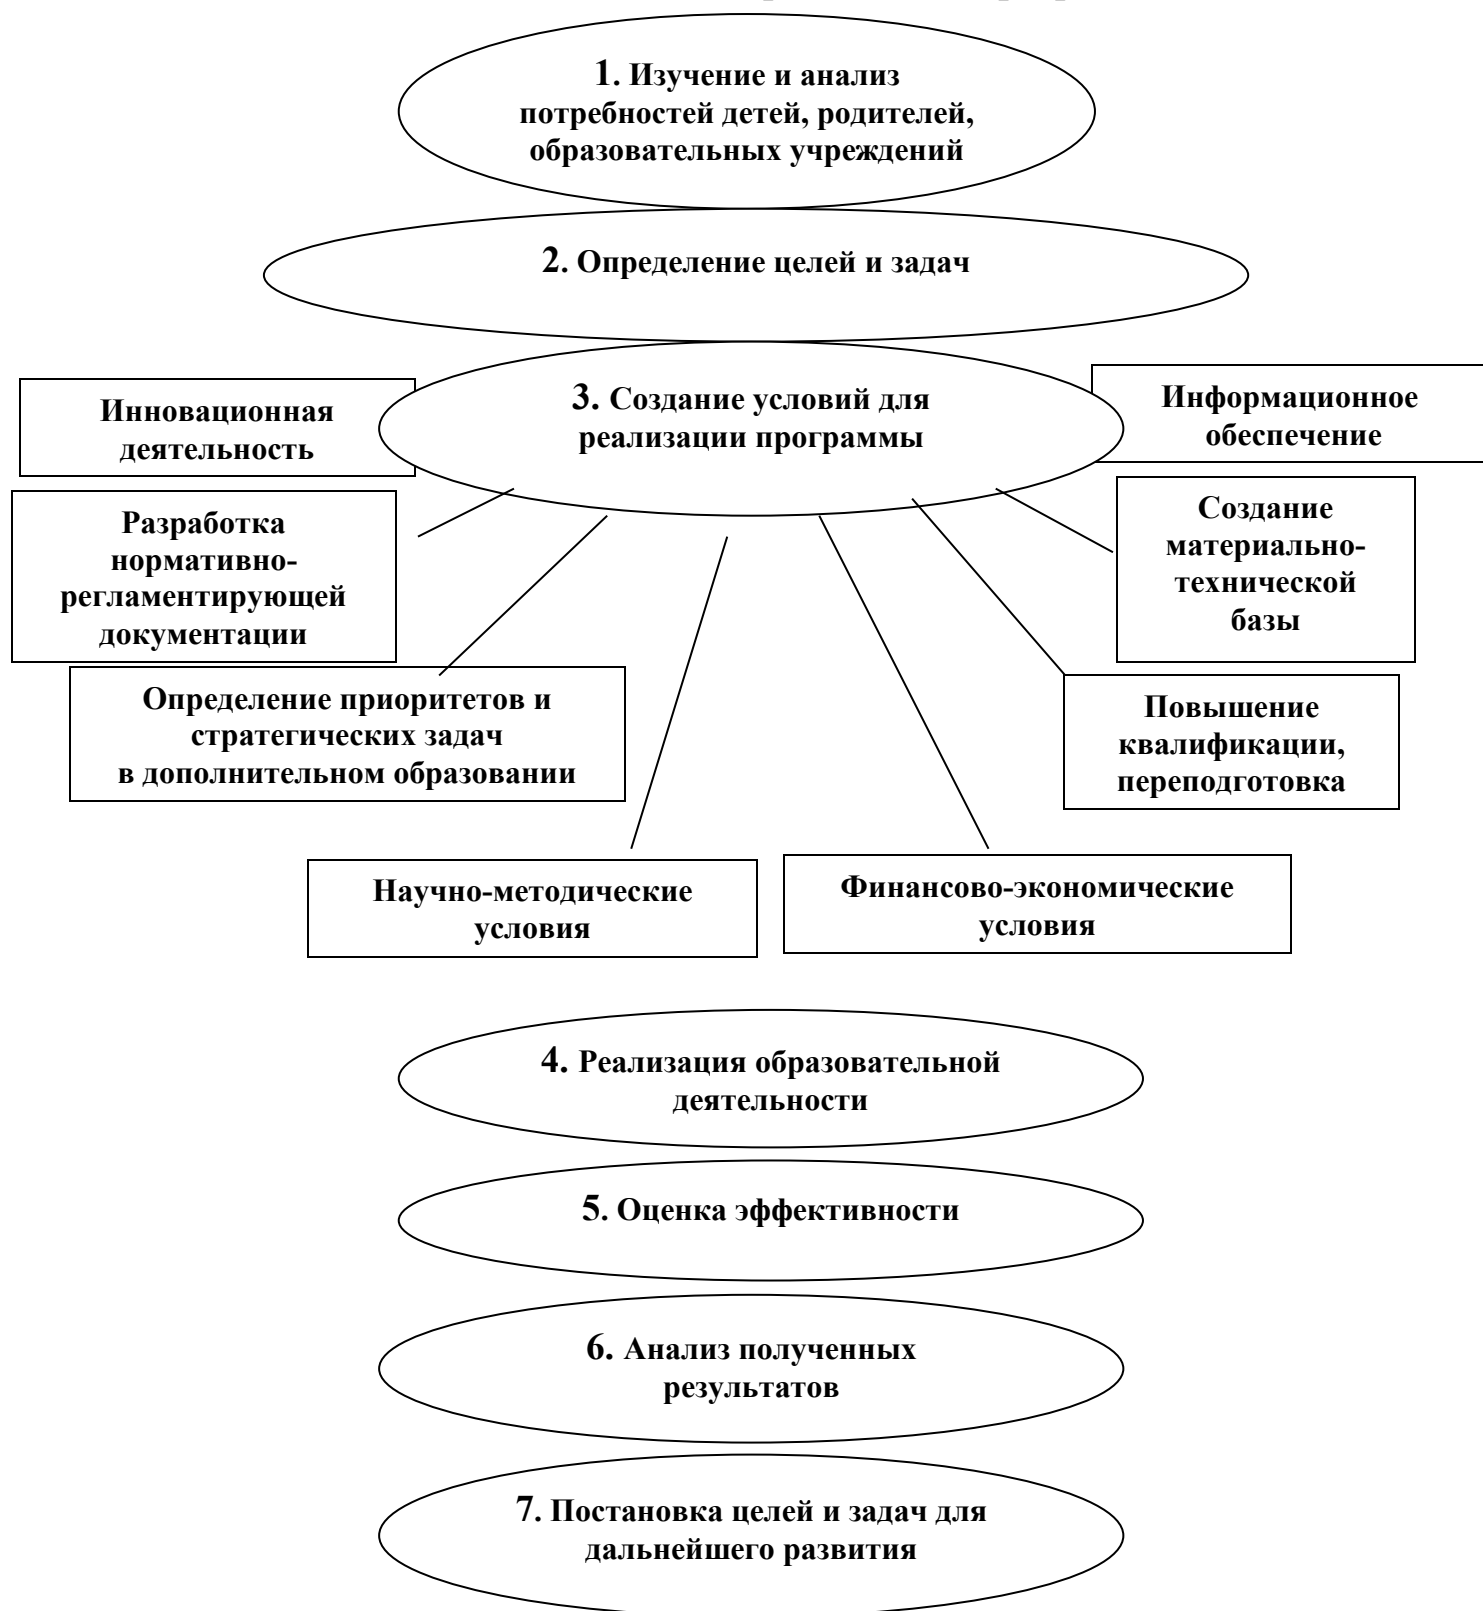 1. Изучение и анализ
потребностей детей, родителей,
образовательных учреждений
2. Определение целей и задач
3. Создание условий для
реализации программы
Инновационная
деятельность
Информационное
обеспечение
Разработка
нормативно-
регламентирующей
документации
Создание
материально-
технической
базы
Определение приоритетов и
стратегических задач
в дополнительном образовании
Повышение
квалификации,
переподготовка
Научно-методические
условия
Финансово-экономические
условия
4. Реализация образовательной
деятельности
5. Оценка эффективности
6. Анализ полученных
результатов
7. Постановка целей и задач для
дальнейшего развития